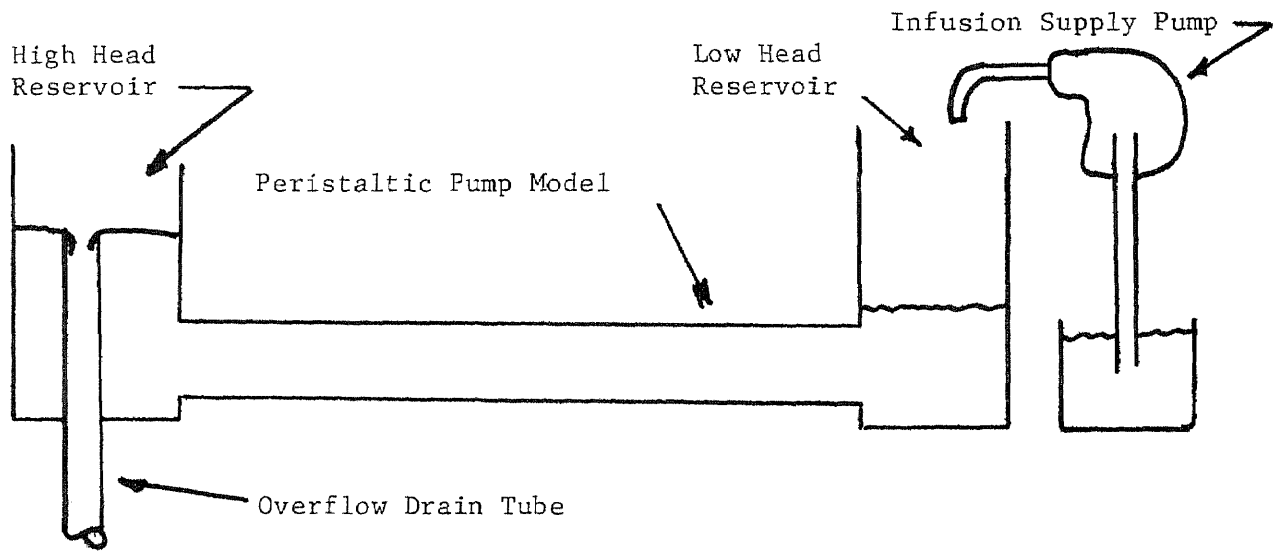 Infusion Supply Pump
High Head
Reservoir
Low Head
Reservoir
Peristaltic Pump Model
Overflow Drain Tube